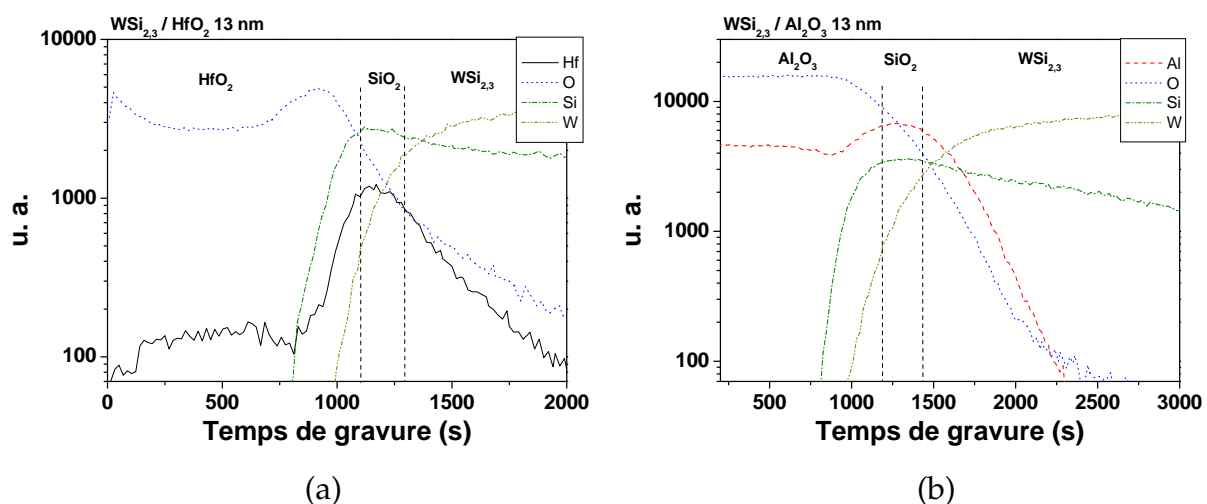 WSi2,3 / HfO2 13 nm
10000
1000
100
u. a.
HfO2
SiO2
WSi2,3
Hf
O
Si
W
0
500
1000
1500
2000
Temps de gravure (s)
(a)
WSi2,3 / Al2O3 13 nm
10000
1000
100
u. a.
Al2O3
SiO2
WSi2,3
Al
O
Si
W
500
1000
1500
2000
2500
3000
Temps de gravure (s)
(b)